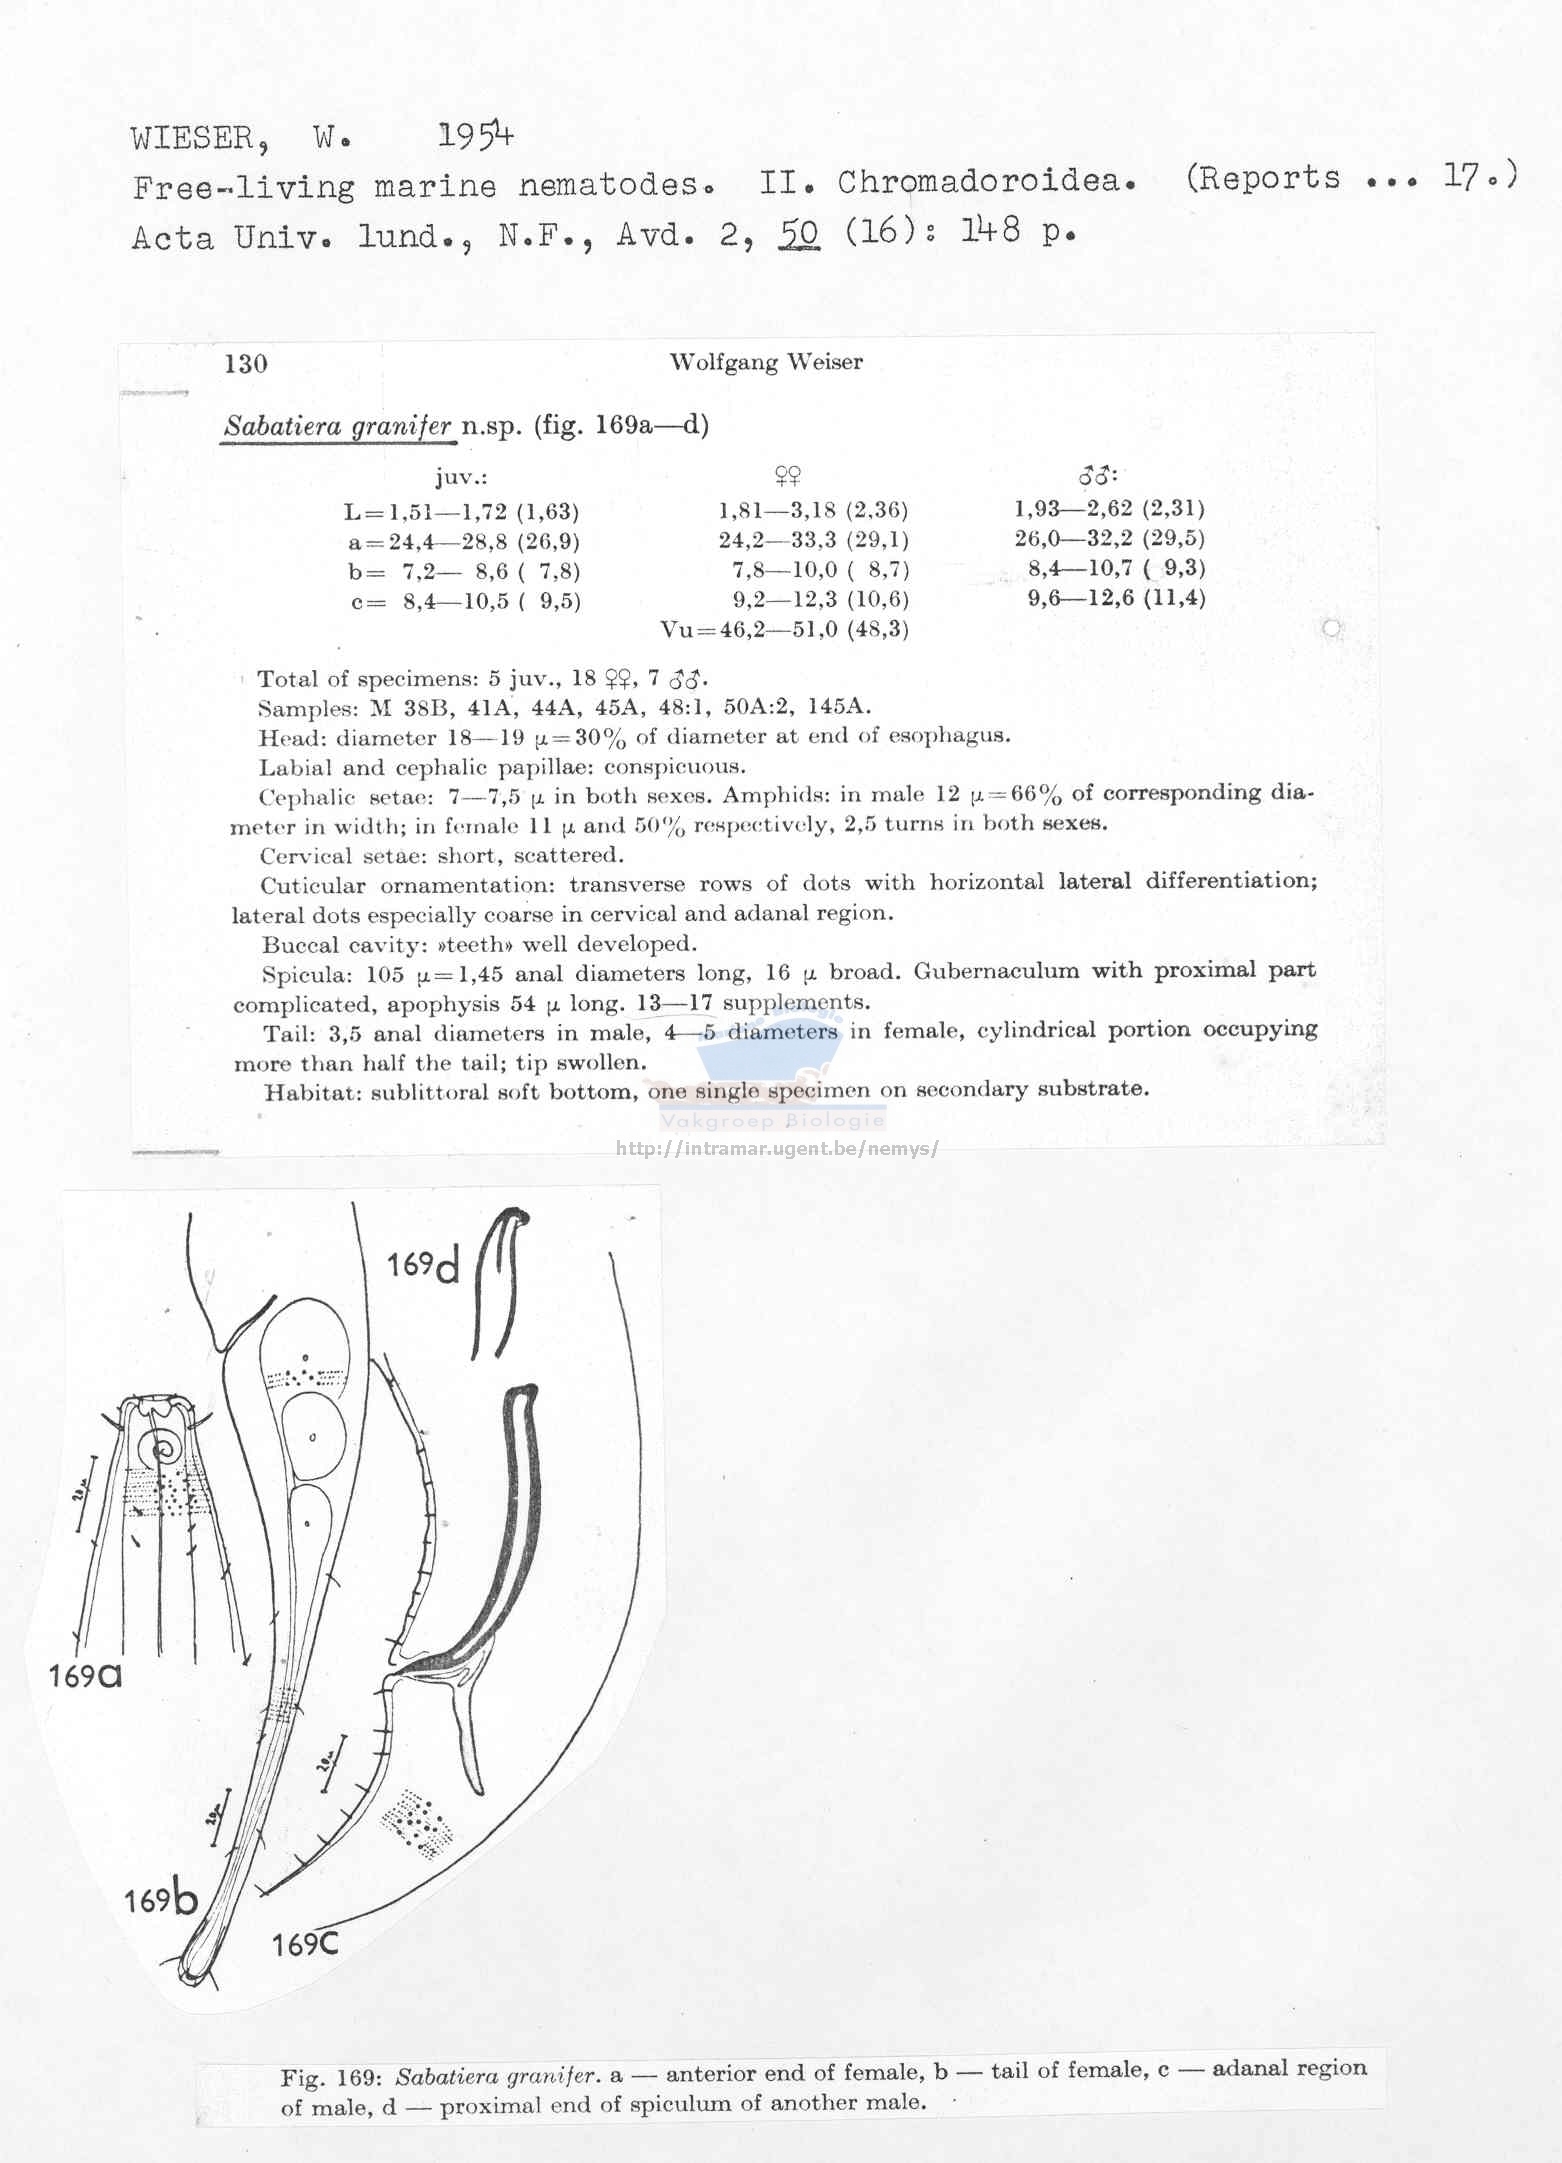 WIESER, W. 1954
Free-living marine nematodes. II. Chromadoroidea. (Reports ... 17.)
Acta Univ. lund., N.F., Avd. 2, 50 (16): 148 p.
130 Wolfgang Weiser
Sabatiera granifer n.sp. (fig. 169a—d)
juv.: ♀♀ ♂♂:
L=1,51—1,72 (1,63) 1,81—3,18 (2,36) 1,93—2,62 (2,31)
a=24,4—28,8 (26,9) 24,2—33,3 (29,1) 26,0—32,2 (29,5)
b= 7,2— 8,6 ( 7,8) 7,8—10,0 ( 8,7) 8,4—10,7 ( 9,3)
c= 8,4—10,5 ( 9,5) 9,2—12,3 (10,6) 9,6—12,6 (11,4)
Vu=46,2—51,0 (48,3)
Total of specimens: 5 juv., 18 ♀♀, 7 ♂♂.
Samples: M 38B, 41A, 44A, 45A, 48:1, 50A:2, 145A.
Head: diameter 18—19 μ=30% of diameter at end of esophagus.
Labial and cephalic papillae: conspicuous.
Cephalic setae: 7—7,5 μ in both sexes. Amphids: in male 12 μ=66% of corresponding dia-
meter in width; in female 11 μ and 50% respectively, 2,5 turns in both sexes.
Cervical setae: short, scattered.
Cuticular ornamentation: transverse rows of dots with horizontal lateral differentiation;
lateral dots especially coarse in cervical and adanal region.
Buccal cavity: »teeth» well developed.
Spicula: 105 μ=1,45 anal diameters long, 16 μ broad. Gubernaculum with proximal part
complicated, apophysis 54 μ long. 13—17 supplements.
Tail: 3,5 anal diameters in male, 4—5 diameters in female, cylindrical portion occupying
more than half the tail; tip swollen.
Habitat: sublittoral soft bottom, one single specimen on secondary substrate.
Vakgroep Biologie
http://intramar.ugent.be/nemys/
169d
20μ
169a
20μ
20μ
169b
169c
Fig. 169: Sabatiera granifer. a — anterior end of female, b — tail of female, c — adanal region
of male, d — proximal end of spiculum of another male.